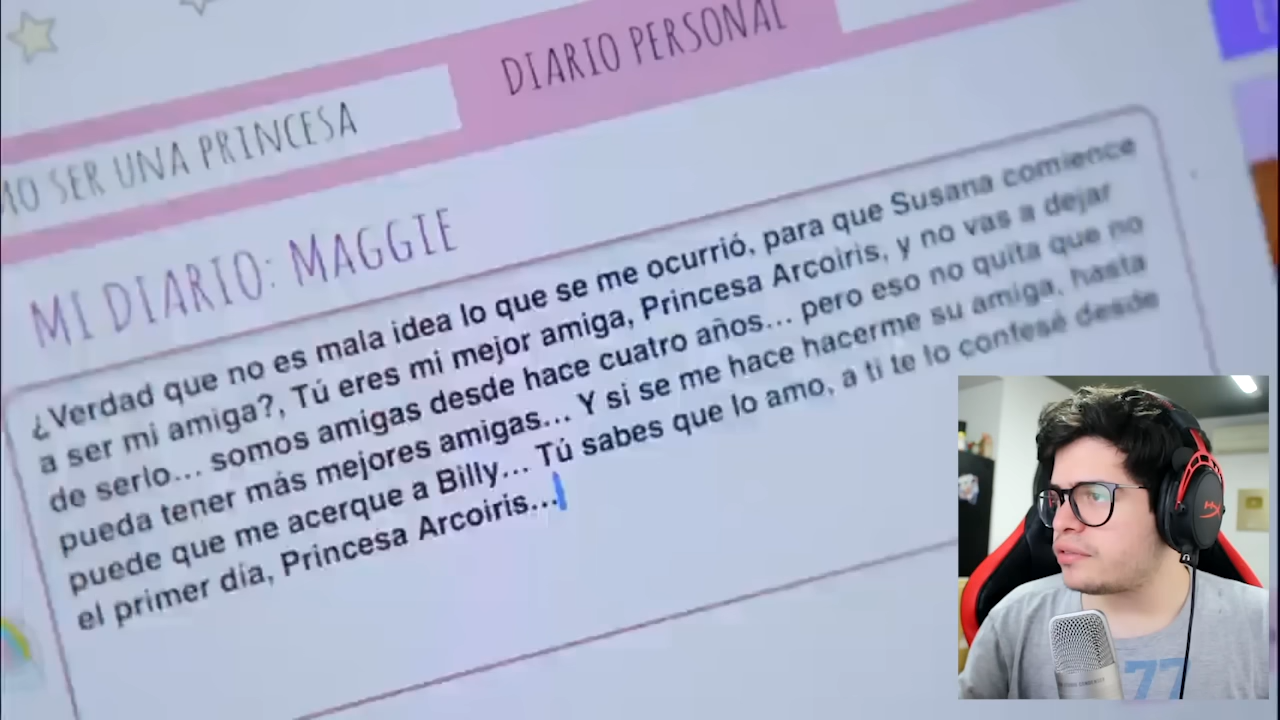 DIARIO PERSONAL
MO SER UNA PRINCESA
MI DIARIO: MAGGIE
¿Verdad que no es mala idea lo que se me ocurrió, para que Susana comience
a ser mi amiga?, Tú eres mi mejor amiga, Princesa Arcoiris, y no vas a dejar
de serlo... somos amigas desde hace cuatro años... pero eso no quita que no
pueda tener más mejores amigas... Y si se me hace hacerme su amiga, hasta
puede que me acerque a Billy... Tú sabes que lo amo, a ti te lo confesé desde
el primer día, Princesa Arcoiris...
77